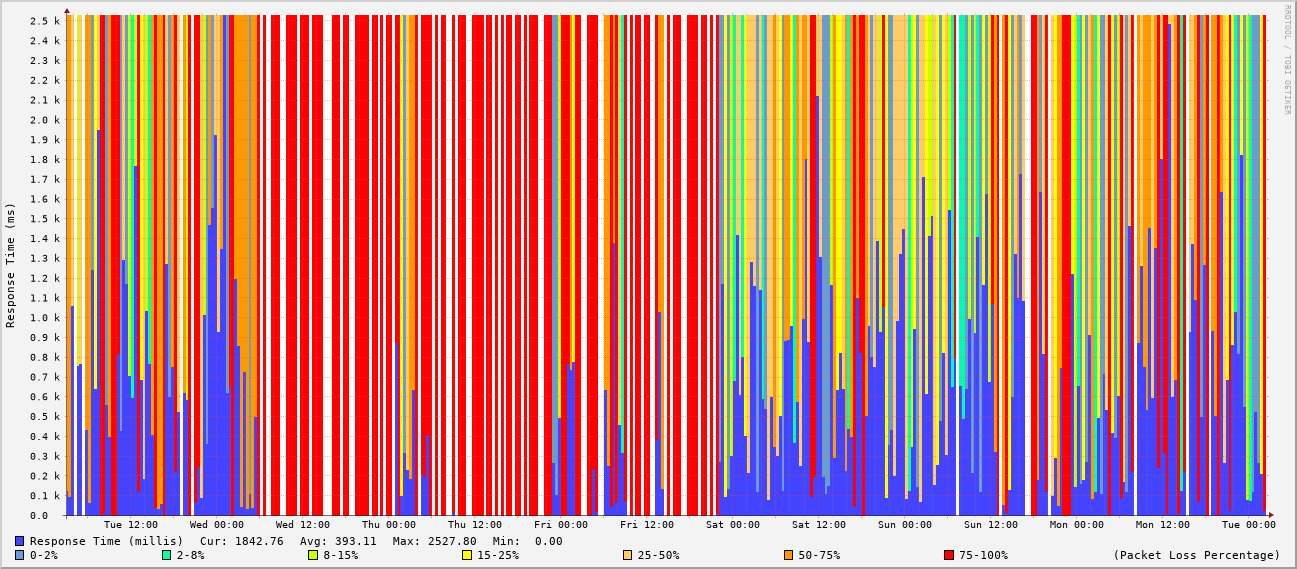 RRDTOOL / TOBI OETIKER
Response Time (ms)
2.5 k
2.4 k
2.3 k
2.2 k
2.1 k
2.0 k
1.9 k
1.8 k
1.7 k
1.6 k
1.5 k
1.4 k
1.3 k
1.2 k
1.1 k
1.0 k
0.9 k
0.8 k
0.7 k
0.6 k
0.5 k
0.4 k
0.3 k
0.2 k
0.1 k
0.0
Tue 12:00 Wed 00:00 Wed 12:00 Thu 00:00 Thu 12:00 Fri 00:00 Fri 12:00 Sat 00:00 Sat 12:00 Sun 00:00 Sun 12:00 Mon 00:00 Mon 12:00 Tue 00:00
Response Time (millis) Cur: 1842.76 Avg: 393.11 Max: 2527.80 Min: 0.00
0-2% 2-8% 8-15% 15-25% 25-50% 50-75% 75-100% (Packet Loss Percentage)